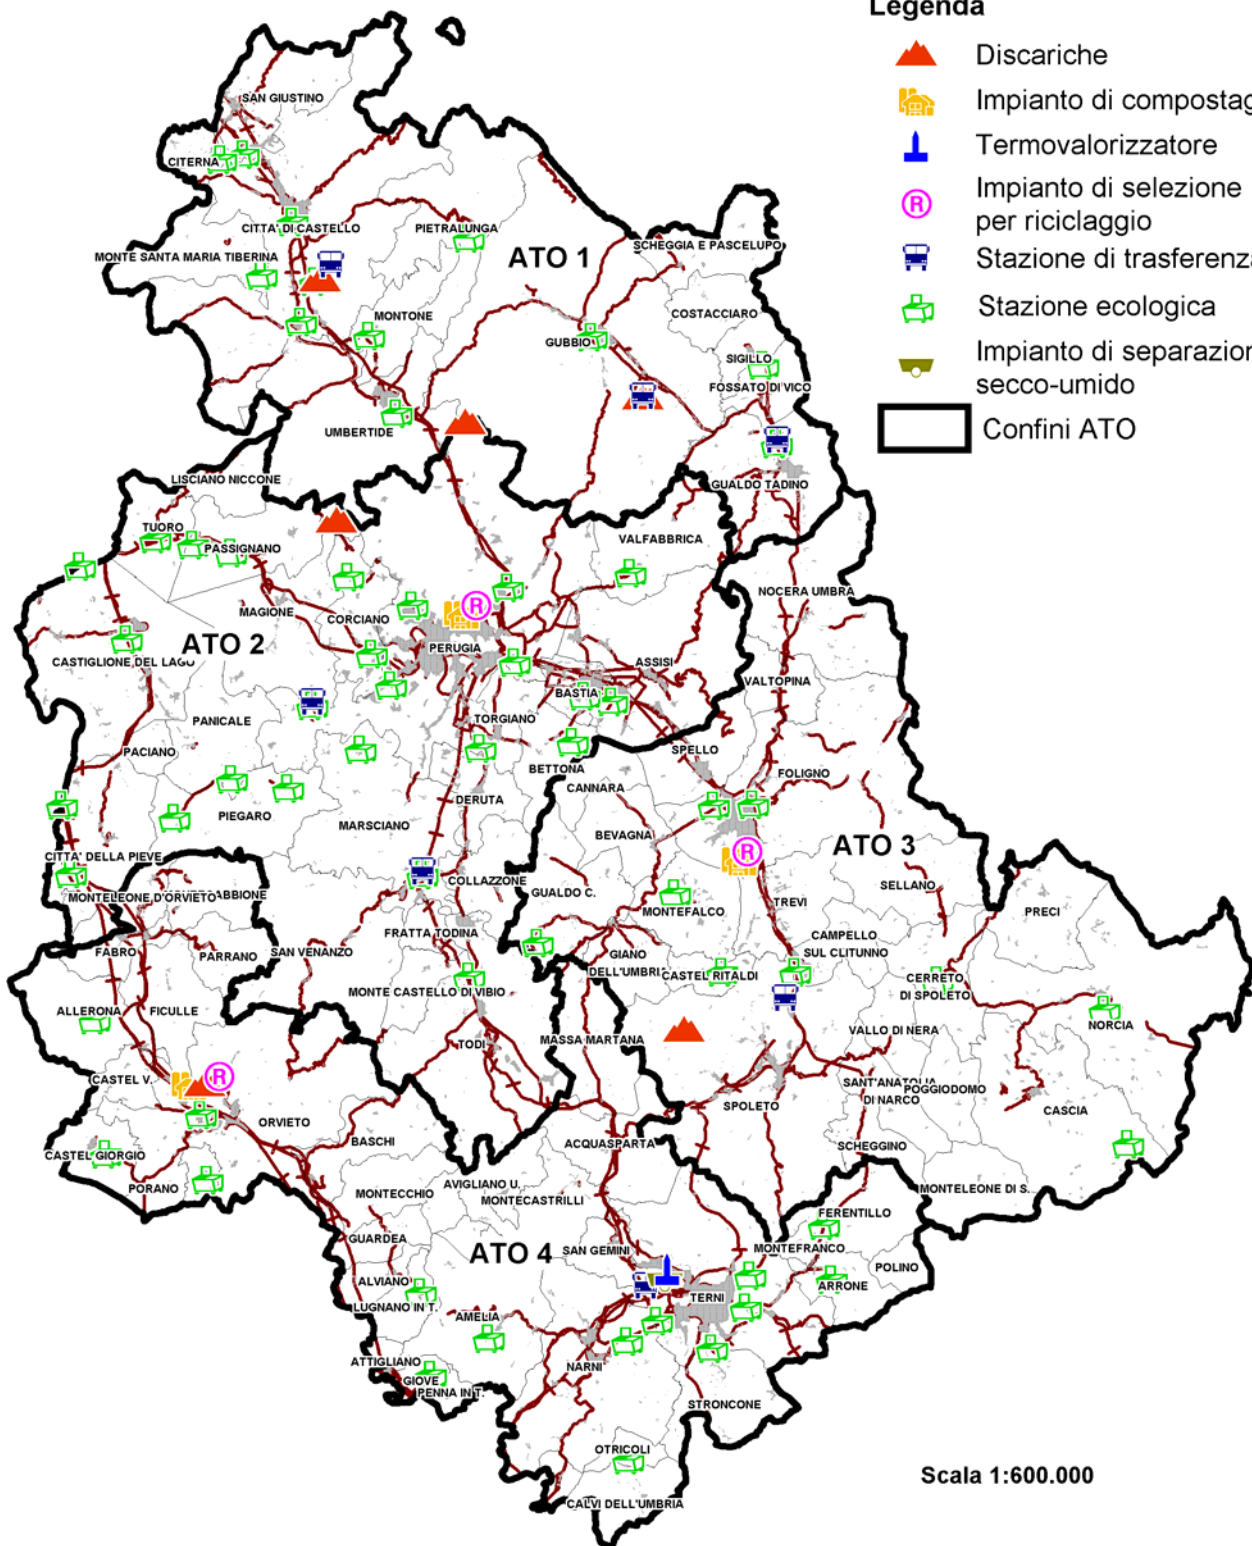 Legenda
Discariche
Impianto di compostag
Termovalorizzatore
Impianto di selezione
per riciclaggio
Stazione di trasferenza
Stazione ecologica
Impianto di separazion
secco-umido
Confini ATO
SAN GIUSTINO
CITERNA
CITTA' DI CASTELLO
PIETRALUNGA
ATO 1
SCHEGGIA E PASCELUPO
MONTE SANTA MARIA TIBERINA
COSTACCIARO
MONTONE
GUBBIO
SIGILLO
FOSSATO DI VICO
UMBERTIDE
LISCIANO NICCONE
GUALDO TADINO
TUORO
PASSIGNANO
VALFABBRICA
NOCERA UMBRA
MAGIONE
CORCIANO
ATO 2
PERUGIA
CASTIGLIONE DEL LAGO
ASSISI
VALTOPINA
BASTIA
PANICALE
TORGIANO
PACIANO
SPELLO
BETTONA
FOLIGNO
CANNARA
DERUTA
PIEGARO
MARSCIANO
BEVAGNA
ATO 3
CITTA' DELLA PIEVE
COLLAZZONE
GUALDO C.
SELLANO
MONTELEONE D'ORVIETO
ABBIONE
MONTEFALCO
TREVI
PRECI
FABRO
PARRANO
SAN VENANZO
FRATTA TODINA
CAMPELLO
SUL CLITUNNO
GIANO
DELL'UMBRIA
CASTEL RITALDI
CERRETO
DI SPOLETO
MONTE CASTELLO DI VIBIO
ALLERONA
FICULLE
NORCIA
TODI
MASSA MARTANA
VALLO DI NERA
CASTEL V.
SANT'ANATOLIA
DI NARCO
POGGIODOMO
CASCIA
SPOLETO
ORVIETO
BASCHI
ACQUASPARTA
SCHEGGINO
CASTEL GIORGIO
PORANO
AVIGLIANO U.
MONTECCHIO
MONTECASTRILLI
MONTELEONE DI S.
FERENTILLO
GUARDEA
ATO 4
SAN GEMINI
MONTEFRANCO
POLINO
ALVIANO
ARRONE
LUGNANO IN T.
TERNI
AMELIA
ATTIGLIANO
NARNI
GIOVE
PENNA IN T.
STRONCONE
OTRICOLI
Scala 1:600.000
CALVI DELL'UMBRIA
R
R
R
R